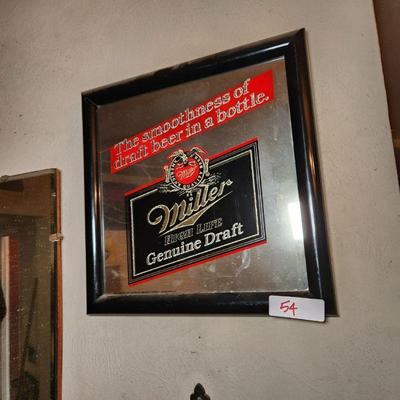 The smoothness of
draft beer in a bottle.
Miller
HIGH LIFE
Genuine Draft
54